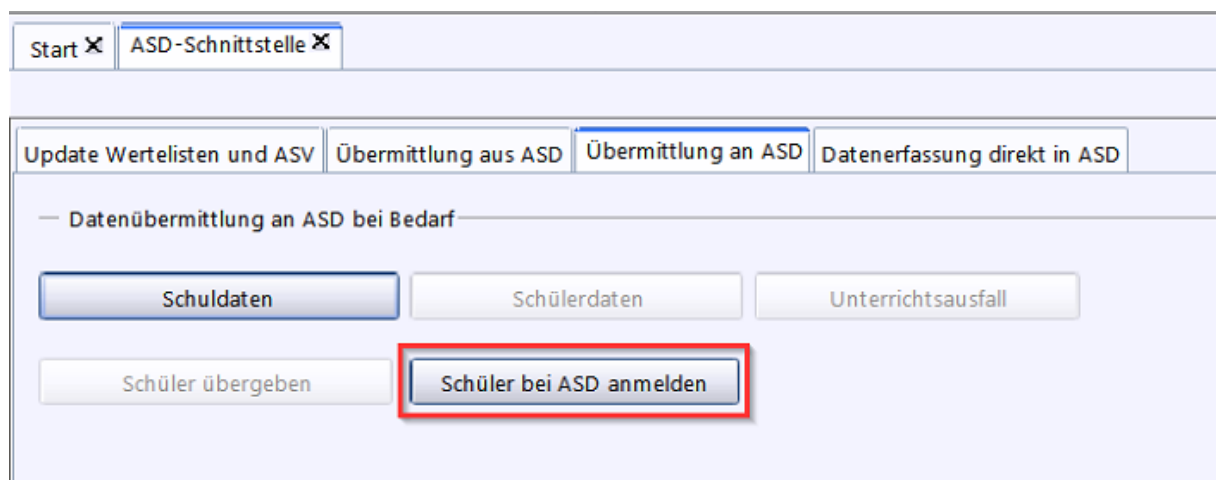 Start ASD-Schnittstelle
Update Wertelisten und ASV Übermittlung aus ASD Übermittlung an ASD Datenerfassung direkt in ASD
Datenübermittlung an ASD bei Bedarf
Schuldaten Schülerdaten Unterrichtsausfall
Schüler übergeben Schüler bei ASD anmelden